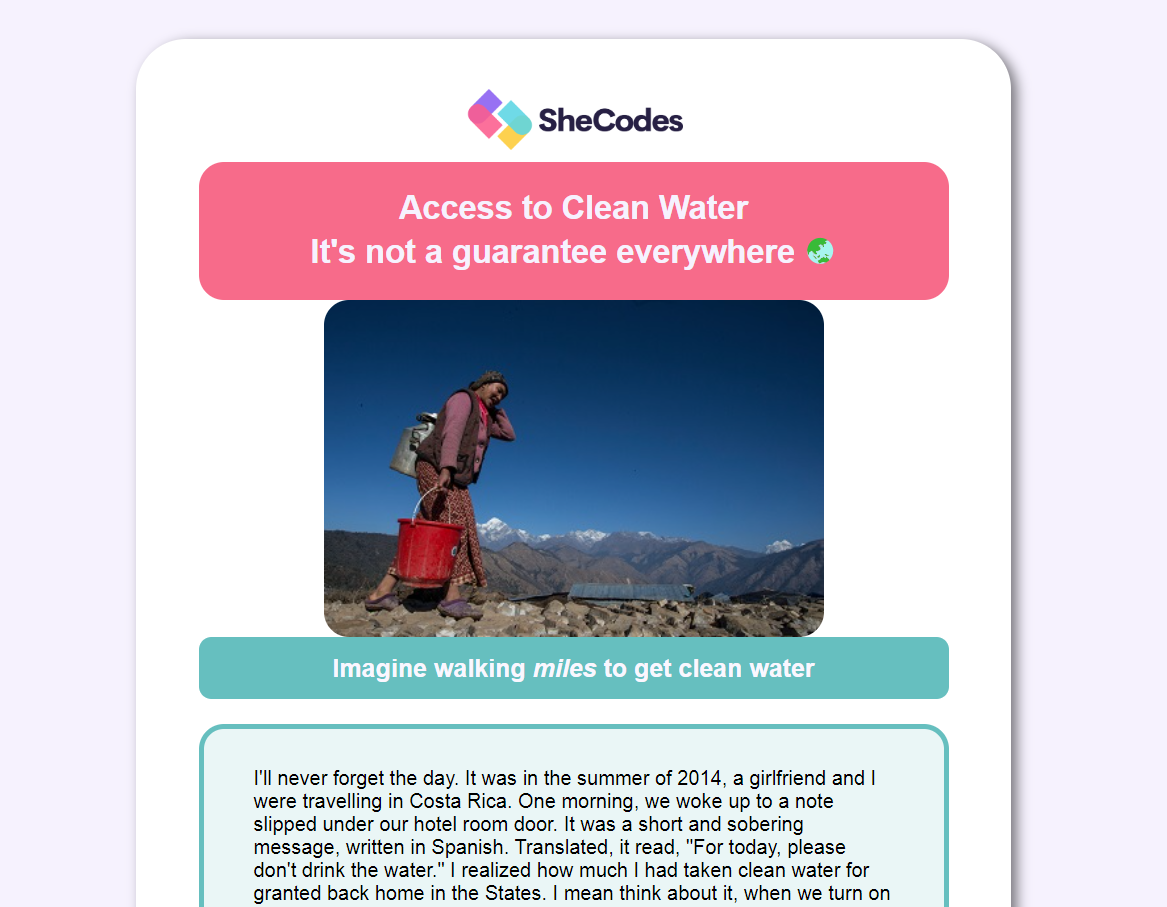 SheCodes
Access to Clean Water
It's not a guarantee everywhere 🌏
Imagine walking miles to get clean water
I'll never forget the day. It was in the summer of 2014, a girlfriend and I
were travelling in Costa Rica. One morning, we woke up to a note
slipped under our hotel room door. It was a short and sobering
message, written in Spanish. Translated, it read, "For today, please
don't drink the water." I realized how much I had taken clean water for
granted back home in the States. I mean think about it, when we turn on